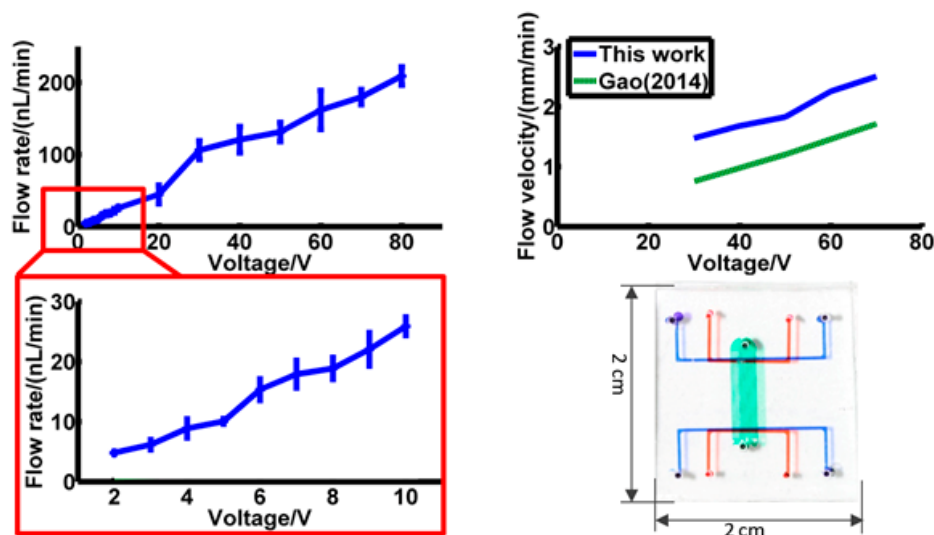 Flow rate/(nL/min)
200
100
0
0
20
40
60
80
Voltage/V
Flow velocity/(mm/min)
3
2
1
0
0
20
40
60
80
Voltage/V
This work
Gao(2014)
Flow rate/(nL/min)
30
20
10
0
2
4
6
8
10
Voltage/V
2 cm
2 cm